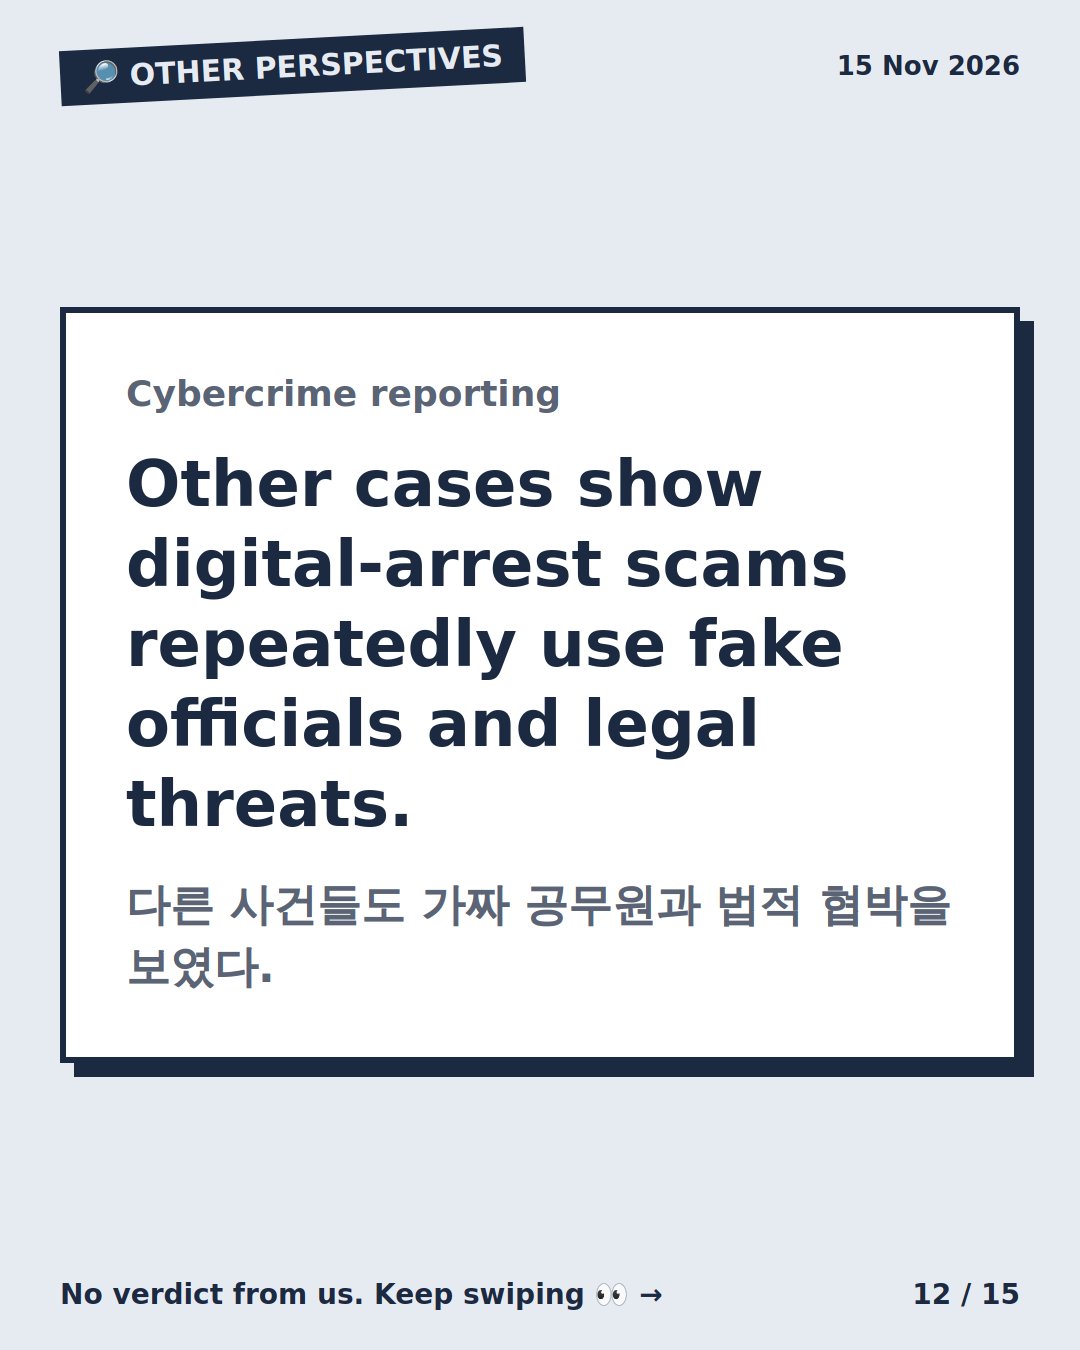 🔎 OTHER PERSPECTIVES
15 Nov 2026
Cybercrime reporting
Other cases show
digital-arrest scams
repeatedly use fake
officials and legal
threats.
다른 사건들도 가짜 공무원과 법적 협박을
보였다.
No verdict from us. Keep swiping 👀 →
12 / 15